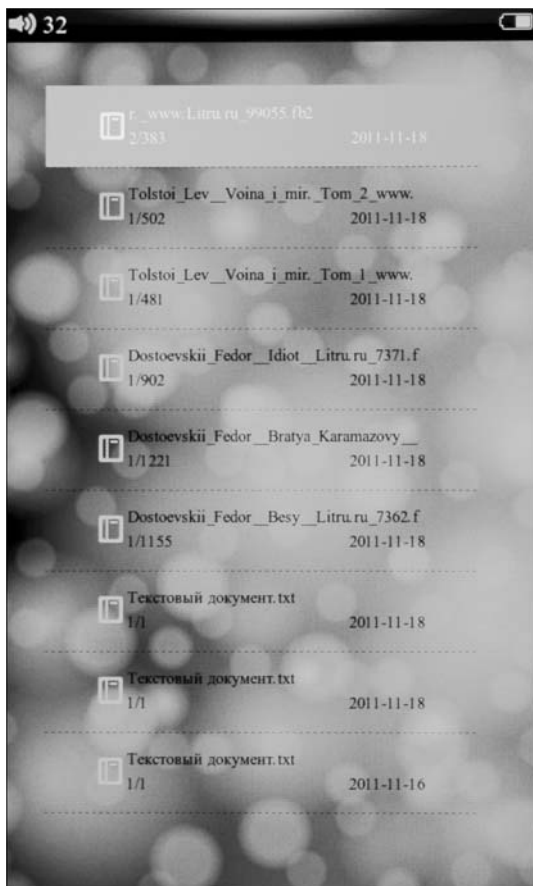 32
r._www.Litru.ru_99055.fb2
2/383 2011-11-18
Tolstoi_Lev__Voina_i_mir._Tom_2_www.
1/502 2011-11-18
Tolstoi_Lev__Voina_i_mir._Tom_1_www.
1/481 2011-11-18
Dostoevskii_Fedor__Idiot__Litru.ru_7371.f
1/902 2011-11-18
Dostoevskii_Fedor__Bratya_Karamazovy__
1/1221 2011-11-18
Dostoevskii_Fedor__Besy__Litru.ru_7362.f
1/1155 2011-11-18
Текстовый документ.txt
1/1 2011-11-18
Текстовый документ.txt
1/1 2011-11-18
Текстовый документ.txt
1/1 2011-11-16